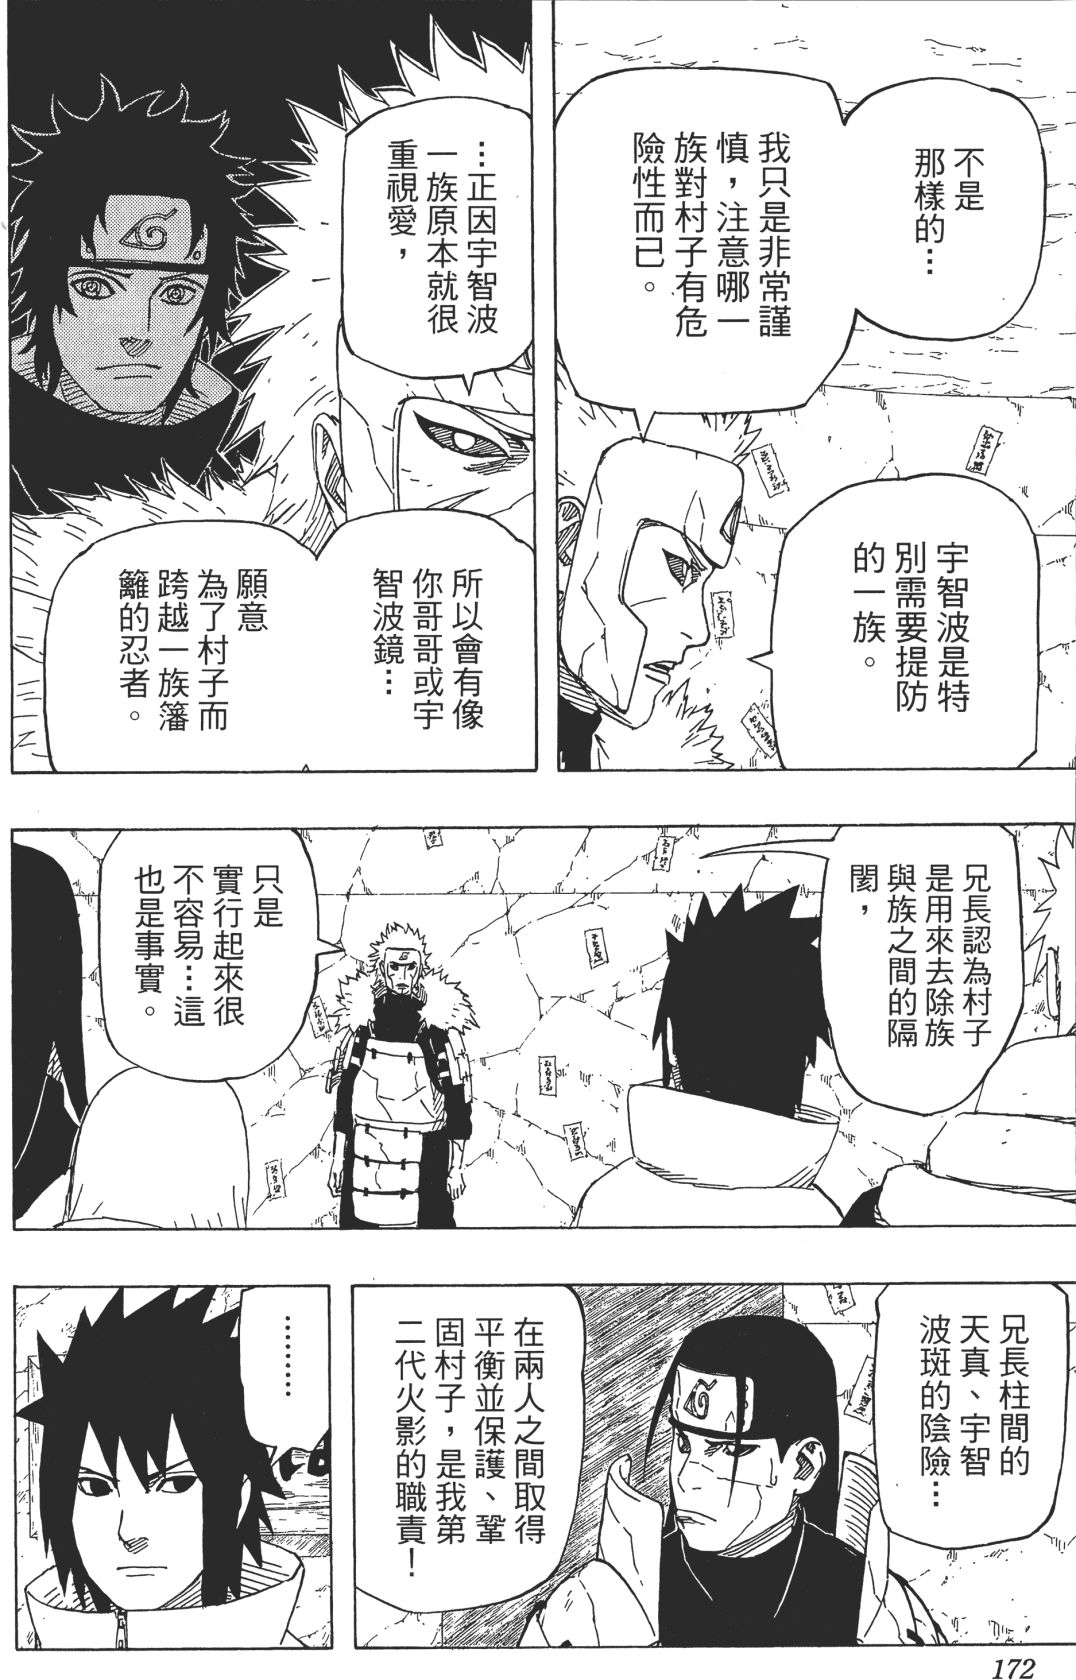 不是
那樣的…
我只是非常謹
慎，注意哪一
族對村子有危
險性而已。
宇智波是特
別需要提防
的一族。
…正因宇智波
一族原本就很
重視愛，
所以會有像
你哥哥或宇
智波鏡…
願意
為了村子而
跨越一族籓
籬的忍者。
兄長認為村子
是用來去除族
與族之間的隔
閡，
只是
實行起來很
不容易…這
也是事實。
兄長柱間的
天真、宇智
波斑的陰險…
在兩人之間取得
平衡並保護、鞏
固村子，是我第
二代火影的職責！
………
172